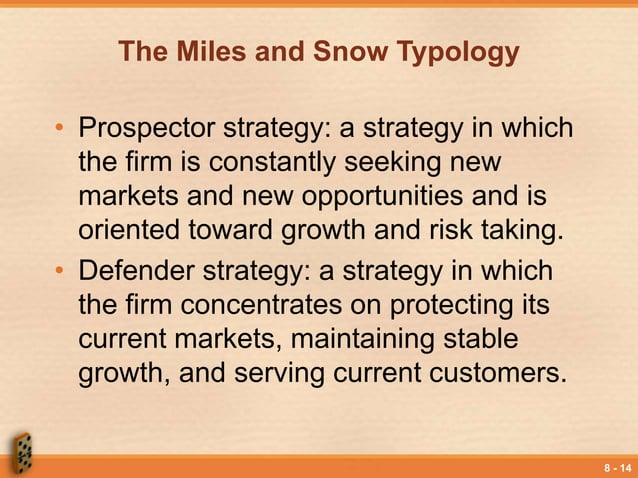 The Miles and Snow Typology
• Prospector strategy: a strategy in which
the firm is constantly seeking new
markets and new opportunities and is
oriented toward growth and risk taking.
• Defender strategy: a strategy in which
the firm concentrates on protecting its
current markets, maintaining stable
growth, and serving current customers.
8 - 14